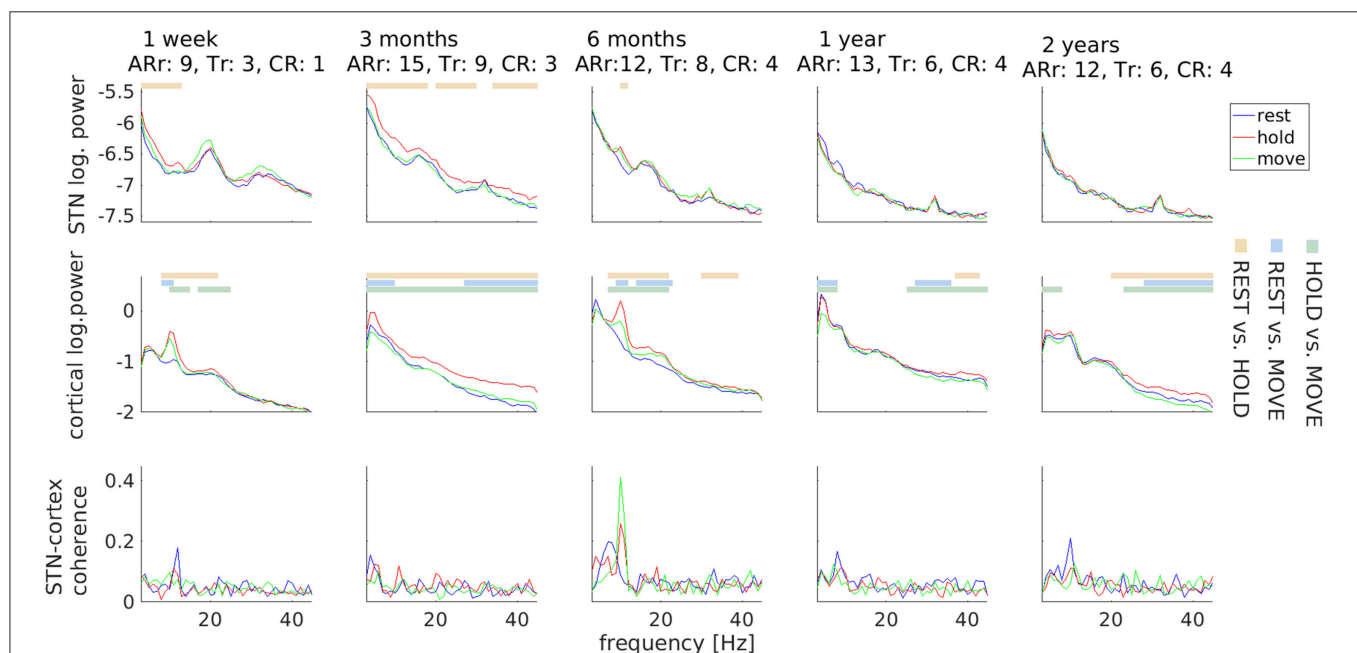 1 week
ARr: 9, Tr: 3, CR: 1
3 months
ARr: 15, Tr: 9, CR: 3
6 months
ARr:12, Tr: 8, CR: 4
1 year
ARr: 13, Tr: 6, CR: 4
2 years
ARr: 12, Tr: 6, CR: 4
STN log. power
-5.5
-6
-6.5
-7
-7.5
rest
hold
move
cortical log.power
0
-1
-2
REST vs. HOLD
REST vs. MOVE
HOLD vs. MOVE
STN-cortex
coherence
0.4
0.2
0
20 40
20 40
20 40
20 40
20 40
frequency [Hz]